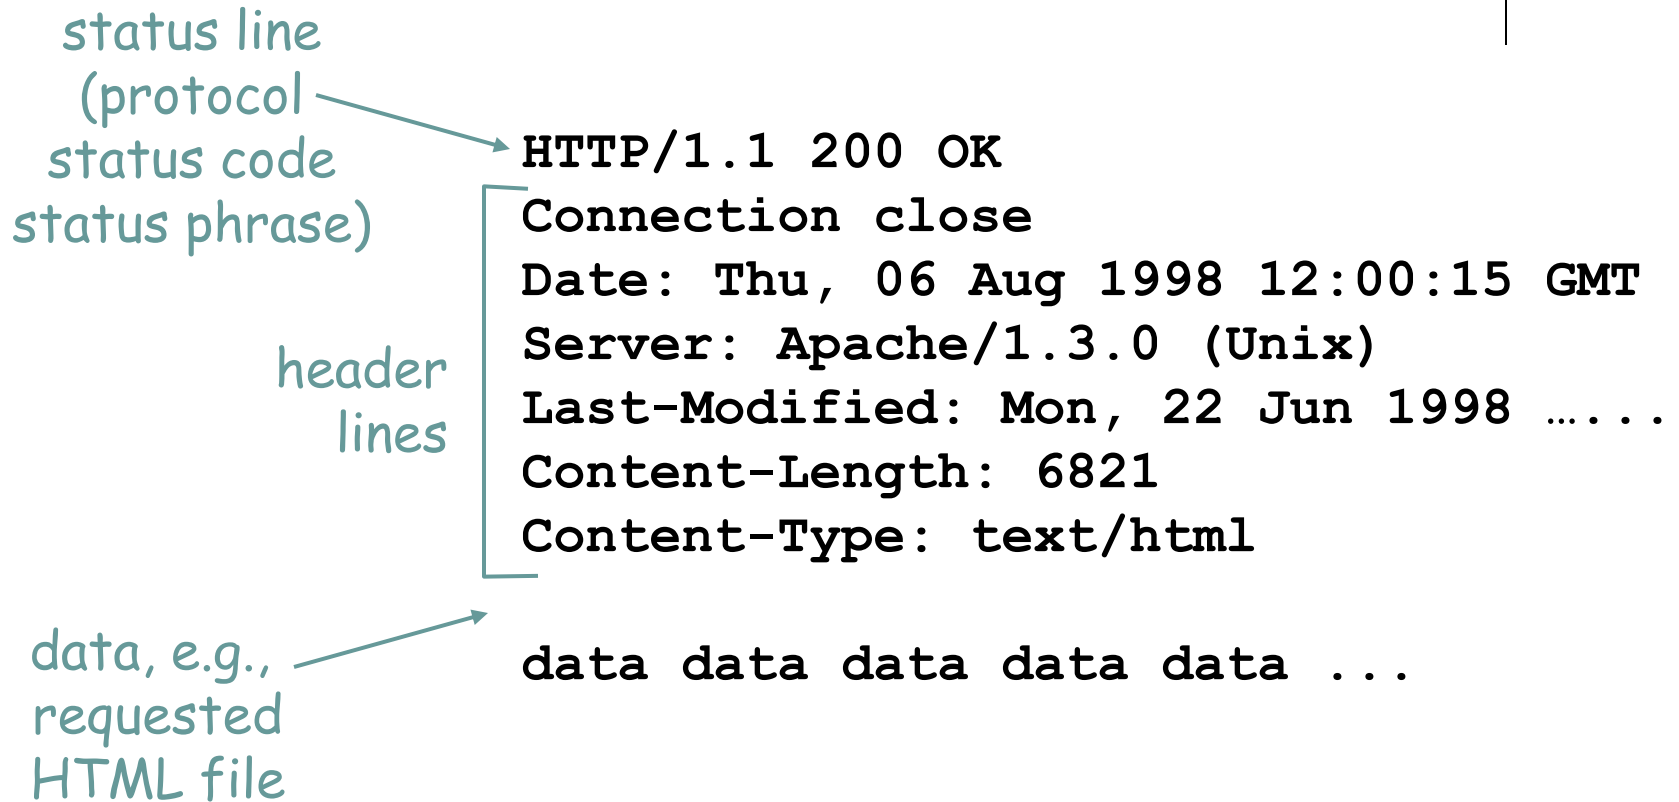 status line
(protocol
status code
status phrase)
HTTP/1.1 200 OK
Connection close
Date: Thu, 06 Aug 1998 12:00:15 GMT
Server: Apache/1.3.0 (Unix)
Last-Modified: Mon, 22 Jun 1998 …...
Content-Length: 6821
Content-Type: text/html
header
lines
data, e.g.,
requested
HTML file
data data data data data ...